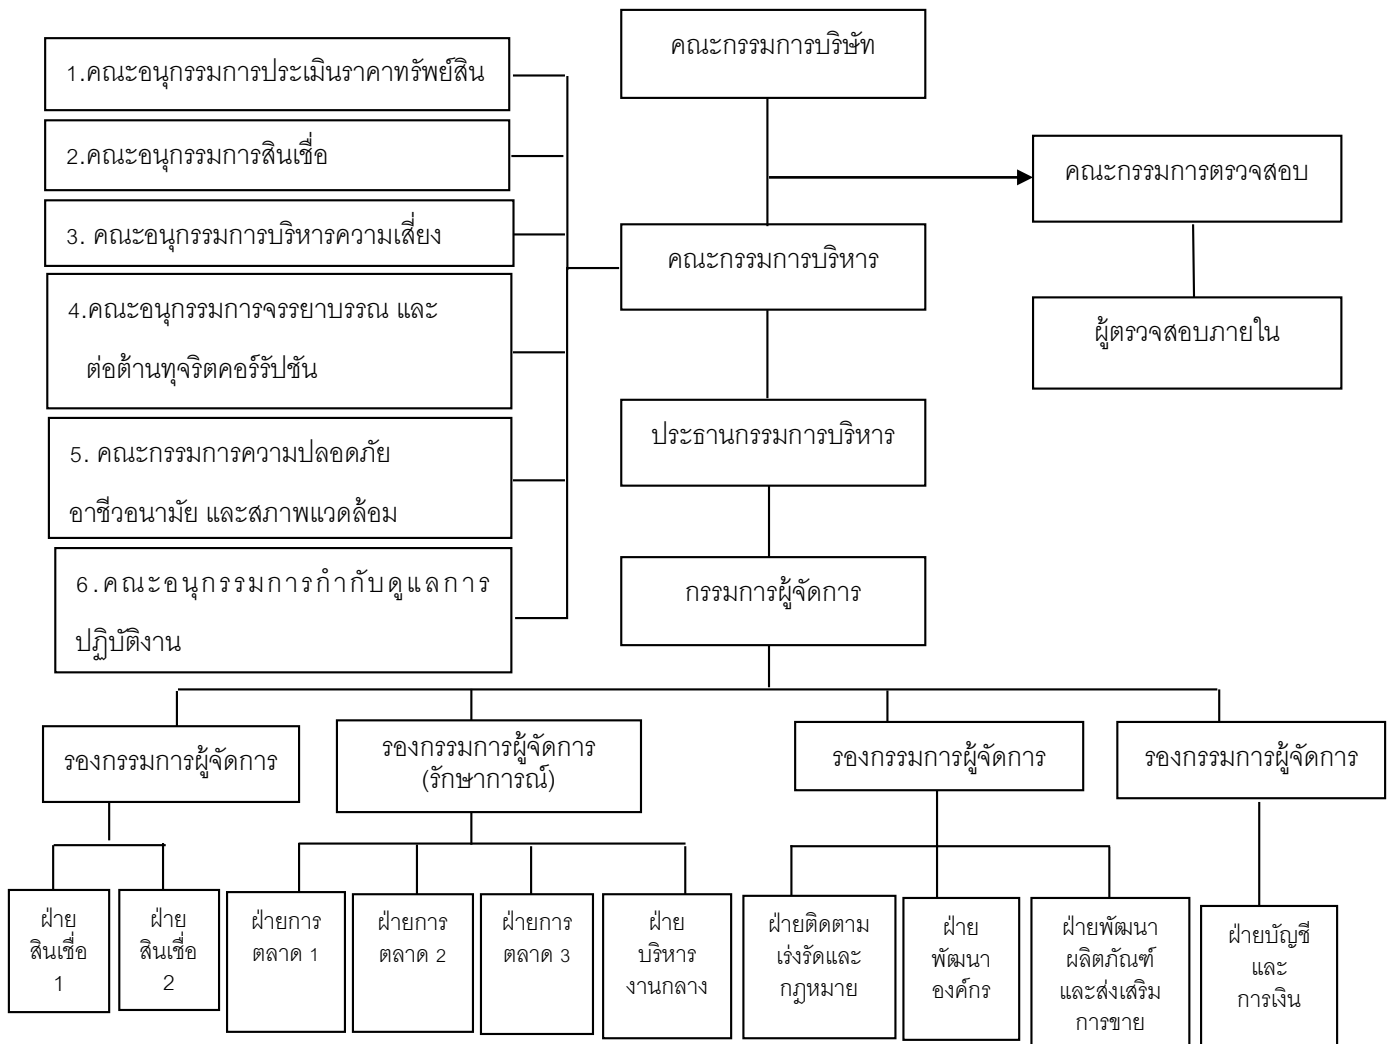 คณะกรรมการบริษัท
1.คณะอนุกรรมการประเมินราคาทรัพย์สิน
2.คณะอนุกรรมการสินเชื่อ
3. คณะอนุกรรมการบริหารความเสี่ยง
4.คณะอนุกรรมการจรรยาบรรณ และ
ต่อต้านทุจริตคอร์รัปชัน
5. คณะกรรมการความปลอดภัย
อาชีวอนามัย และสภาพแวดล้อม
6.คณะอนุกรรมการกำกับดูแลการ
ปฏิบัติงาน
คณะกรรมการตรวจสอบ
ผู้ตรวจสอบภายใน
คณะกรรมการบริหาร
ประธานกรรมการบริหาร
กรรมการผู้จัดการ
รองกรรมการผู้จัดการ
รองกรรมการผู้จัดการ
(รักษาการณ์)
รองกรรมการผู้จัดการ
รองกรรมการผู้จัดการ
ฝ่าย
สินเชื่อ
1
ฝ่าย
สินเชื่อ
2
ฝ่ายการ
ตลาด 1
ฝ่ายการ
ตลาด 2
ฝ่ายการ
ตลาด 3
ฝ่าย
บริหาร
งานกลาง
ฝ่ายติดตาม
เร่งรัดและ
กฎหมาย
ฝ่าย
พัฒนา
องค์กร
ฝ่ายพัฒนา
ผลิตภัณฑ์
และส่งเสริม
การขาย
ฝ่ายบัญชี
และ
การเงิน